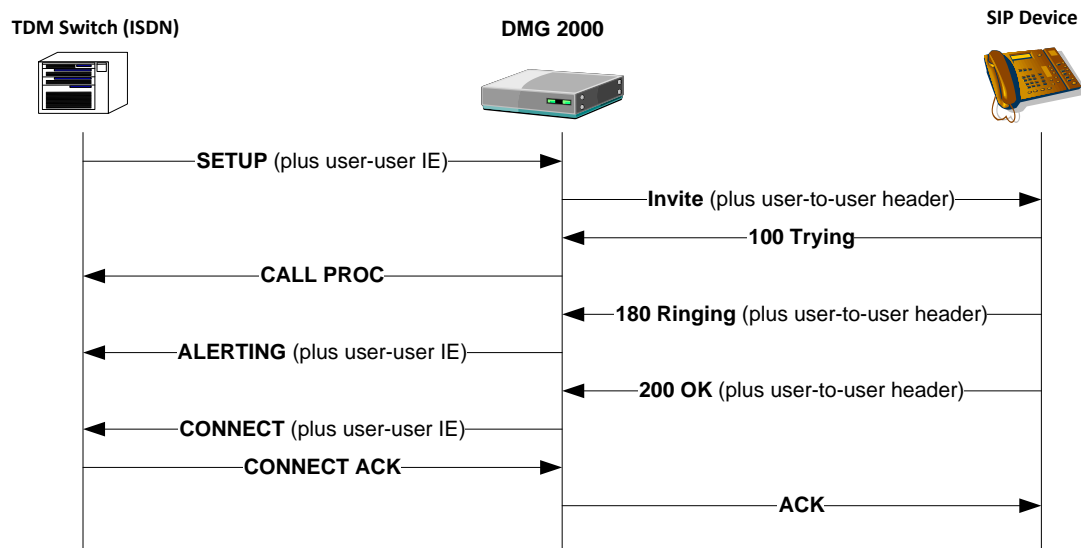 TDM Switch (ISDN)
DMG 2000
SIP Device
SETUP (plus user-user IE)
Invite (plus user-to-user header)
100 Trying
CALL PROC
180 Ringing (plus user-to-user header)
ALERTING (plus user-user IE)
200 OK (plus user-to-user header)
CONNECT (plus user-user IE)
CONNECT ACK
ACK